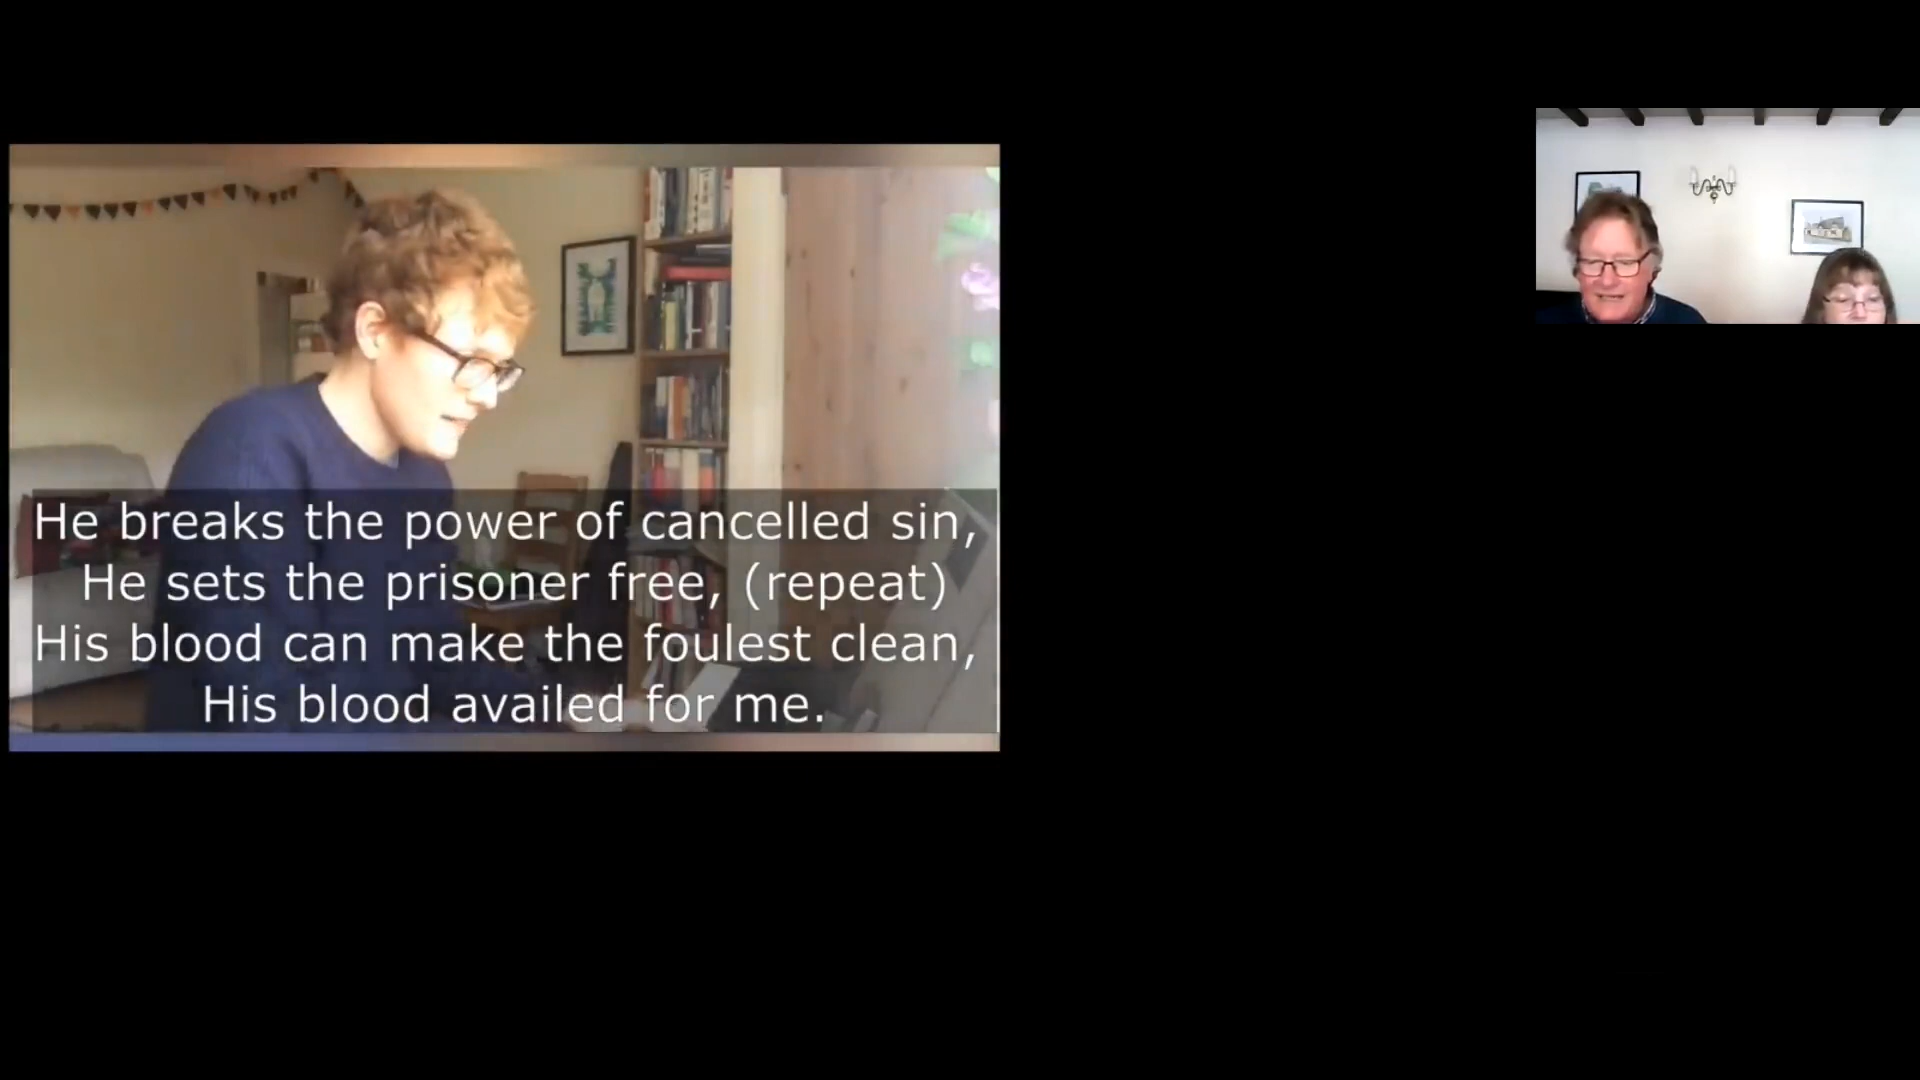 He breaks the power of cancelled sin,
He sets the prisoner free, (repeat)
His blood can make the foulest clean,
His blood availed for me.